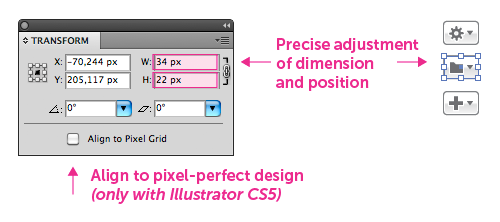 TRANSFORM
X: -70,244 px W: 34 px
Y: 205,117 px H: 22 px
0° 0°
Align to Pixel Grid
Precise adjustment
of dimension
and position
Align to pixel-perfect design
(only with Illustrator CS5)